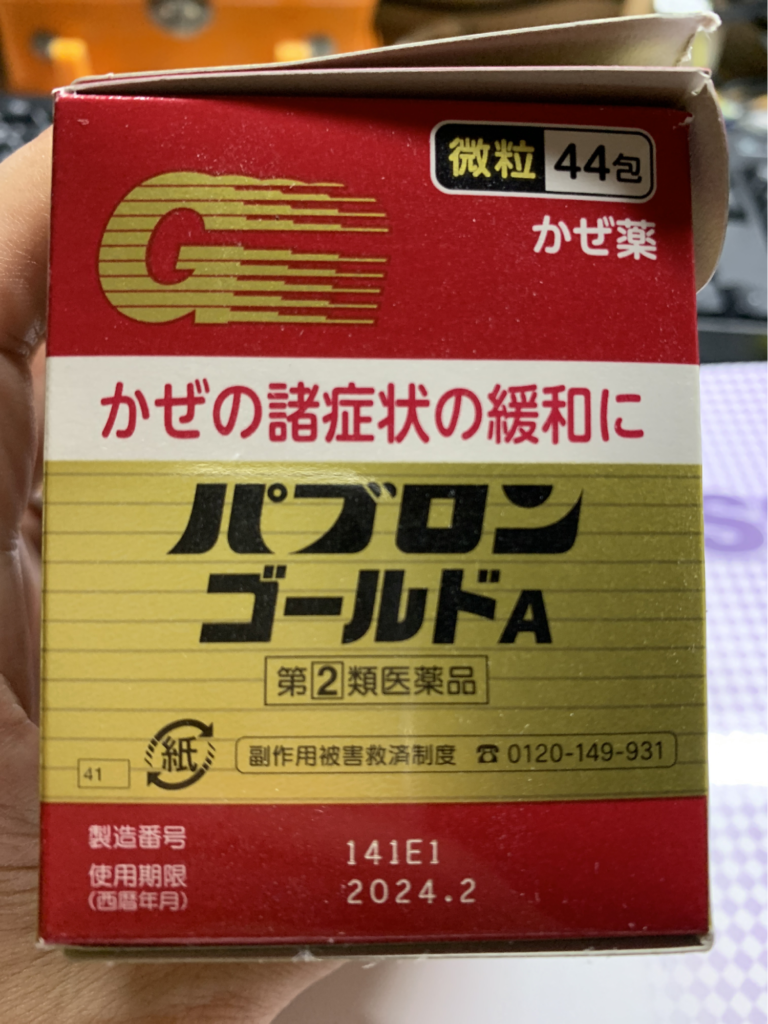 微粒 44包
かぜ薬
G
かぜの諸症状の緩和に
パブロン
ゴールドA
第2類医薬品
紙
副作用被害救済制度 ☎0120-149-931
41
製造番号 141E1
使用期限 2024.2
(西暦年月)